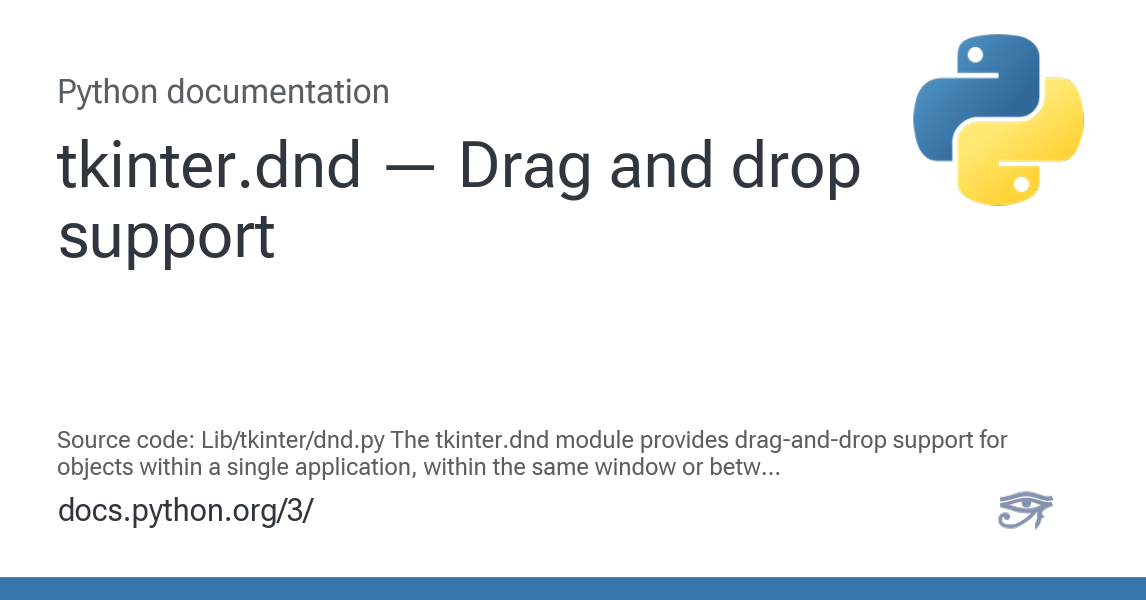 Python documentation
tkinter.dnd — Drag and drop
support
Source code: Lib/tkinter/dnd.py The tkinter.dnd module provides drag-and-drop support for
objects within a single application, within the same window or betw...
docs.python.org/3/